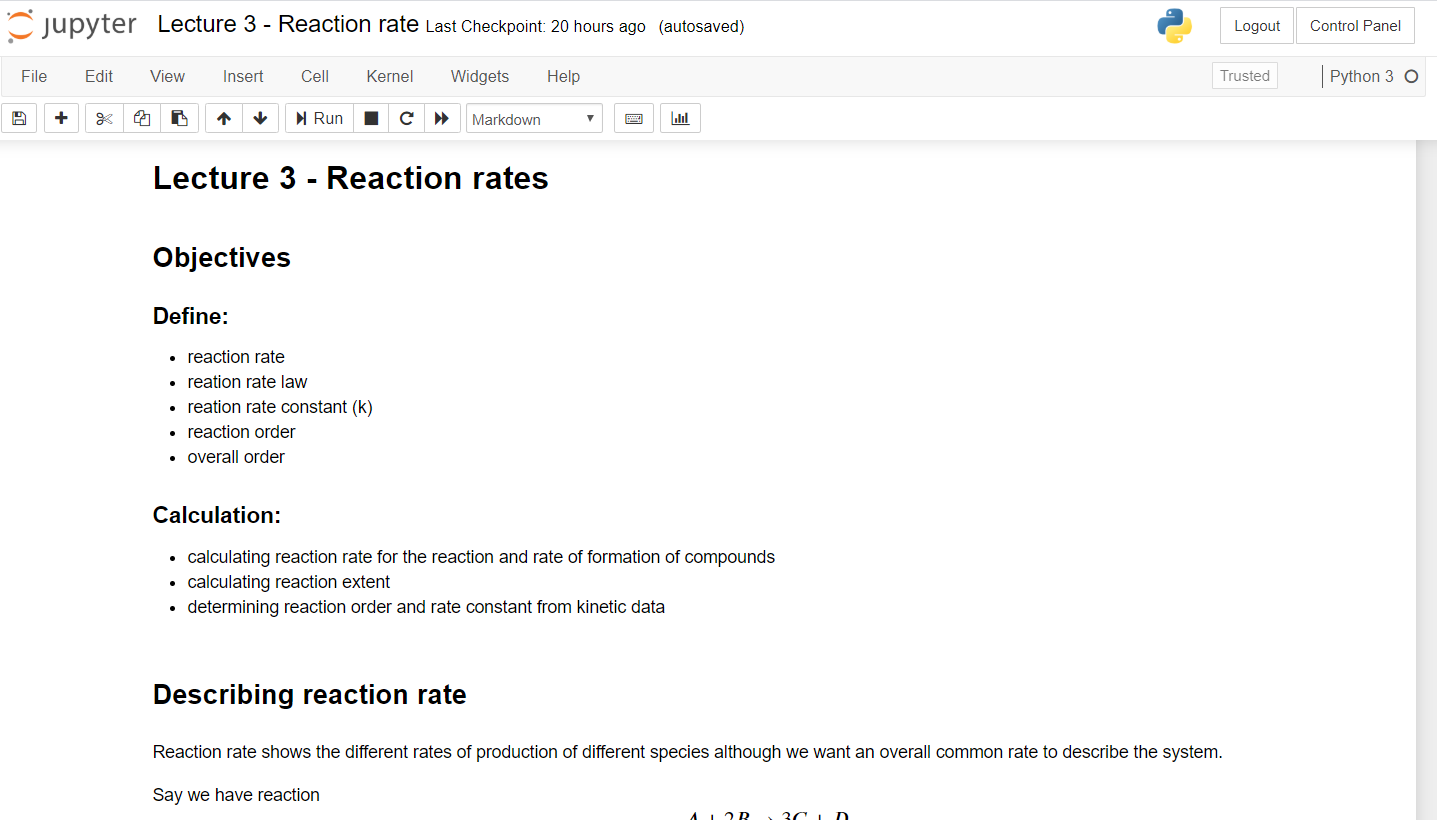 jupyter Lecture 3 - Reaction rate Last Checkpoint: 20 hours ago (autosaved) Logout Control Panel
File Edit View Insert Cell Kernel Widgets Help Trusted Python 3
Run Markdown
Lecture 3 - Reaction rates
Objectives
Define:
• reaction rate
• reation rate law
• reation rate constant (k)
• reaction order
• overall order
Calculation:
• calculating reaction rate for the reaction and rate of formation of compounds
• calculating reaction extent
• determining reaction order and rate constant from kinetic data
Describing reaction rate
Reaction rate shows the different rates of production of different species although we want an overall common rate to describe the system.
Say we have reaction
A + 2B → 3C + D